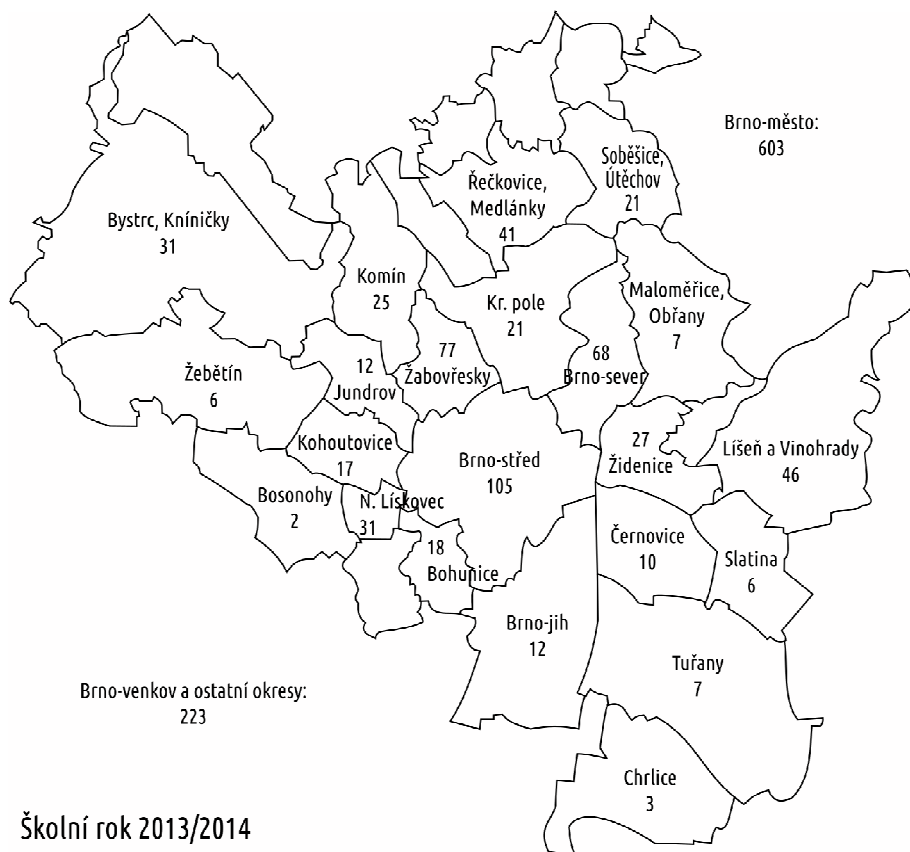 Brno-město:
603
Soběšice,
Útěchov
21
Řečkovice,
Medlánky
41
Bystrc, Kníničky
31
Komín
25
Kr. pole
21
Maloměřice,
Obřany
7
77
Žabovřesky
68
Brno-sever
12
Jundrov
Žebětín
6
Kohoutovice
17
Brno-střed
105
27
Židenice
Líšeň a Vinohrady
46
Bosonohy
2
N. Lískovec
31
18
Bohunice
Černovice
10
Slatina
6
Brno-jih
12
Tuřany
7
Brno-venkov a ostatní okresy:
223
Chrlice
3
Školní rok 2013/2014